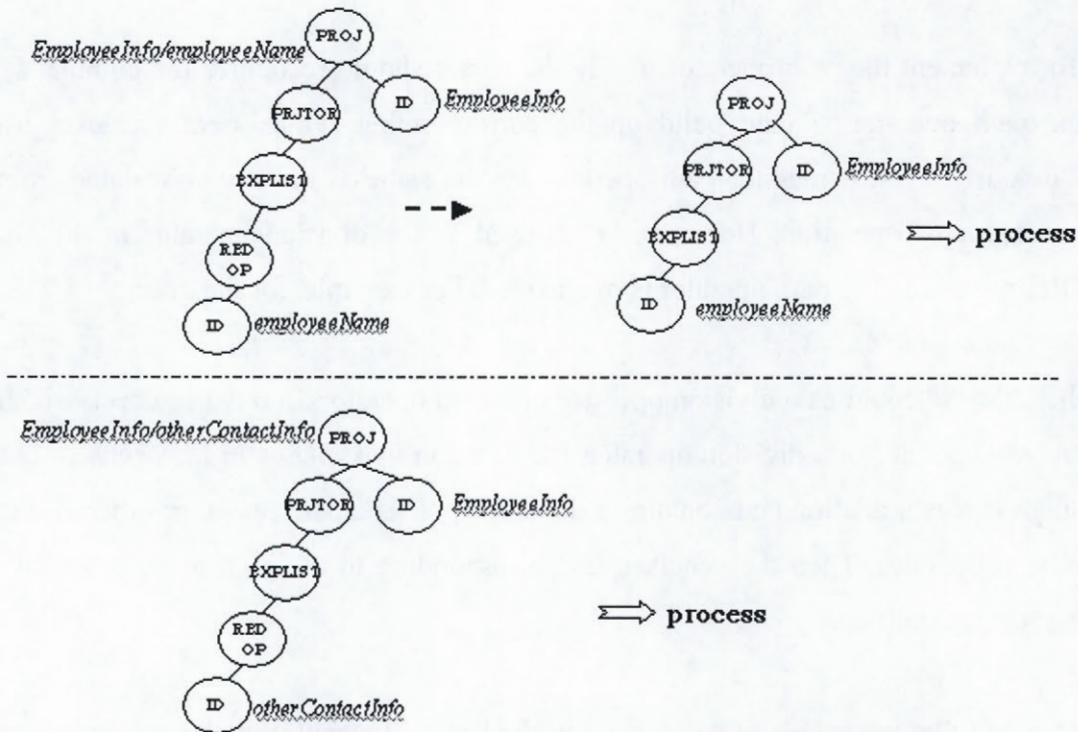 PROJ
EmployeeInfo/employeeName
PRJTOR
ID EmployeeInfo
EXPLIST
RED
OP
ID employeeName
PROJ
PRJTOR
ID EmployeeInfo
EXPLIST
ID employeeName
process
EmployeeInfo/otherContactInfo PROJ
PRJTOR
ID EmployeeInfo
EXPLIST
RED
OP
ID otherContactInfo
process